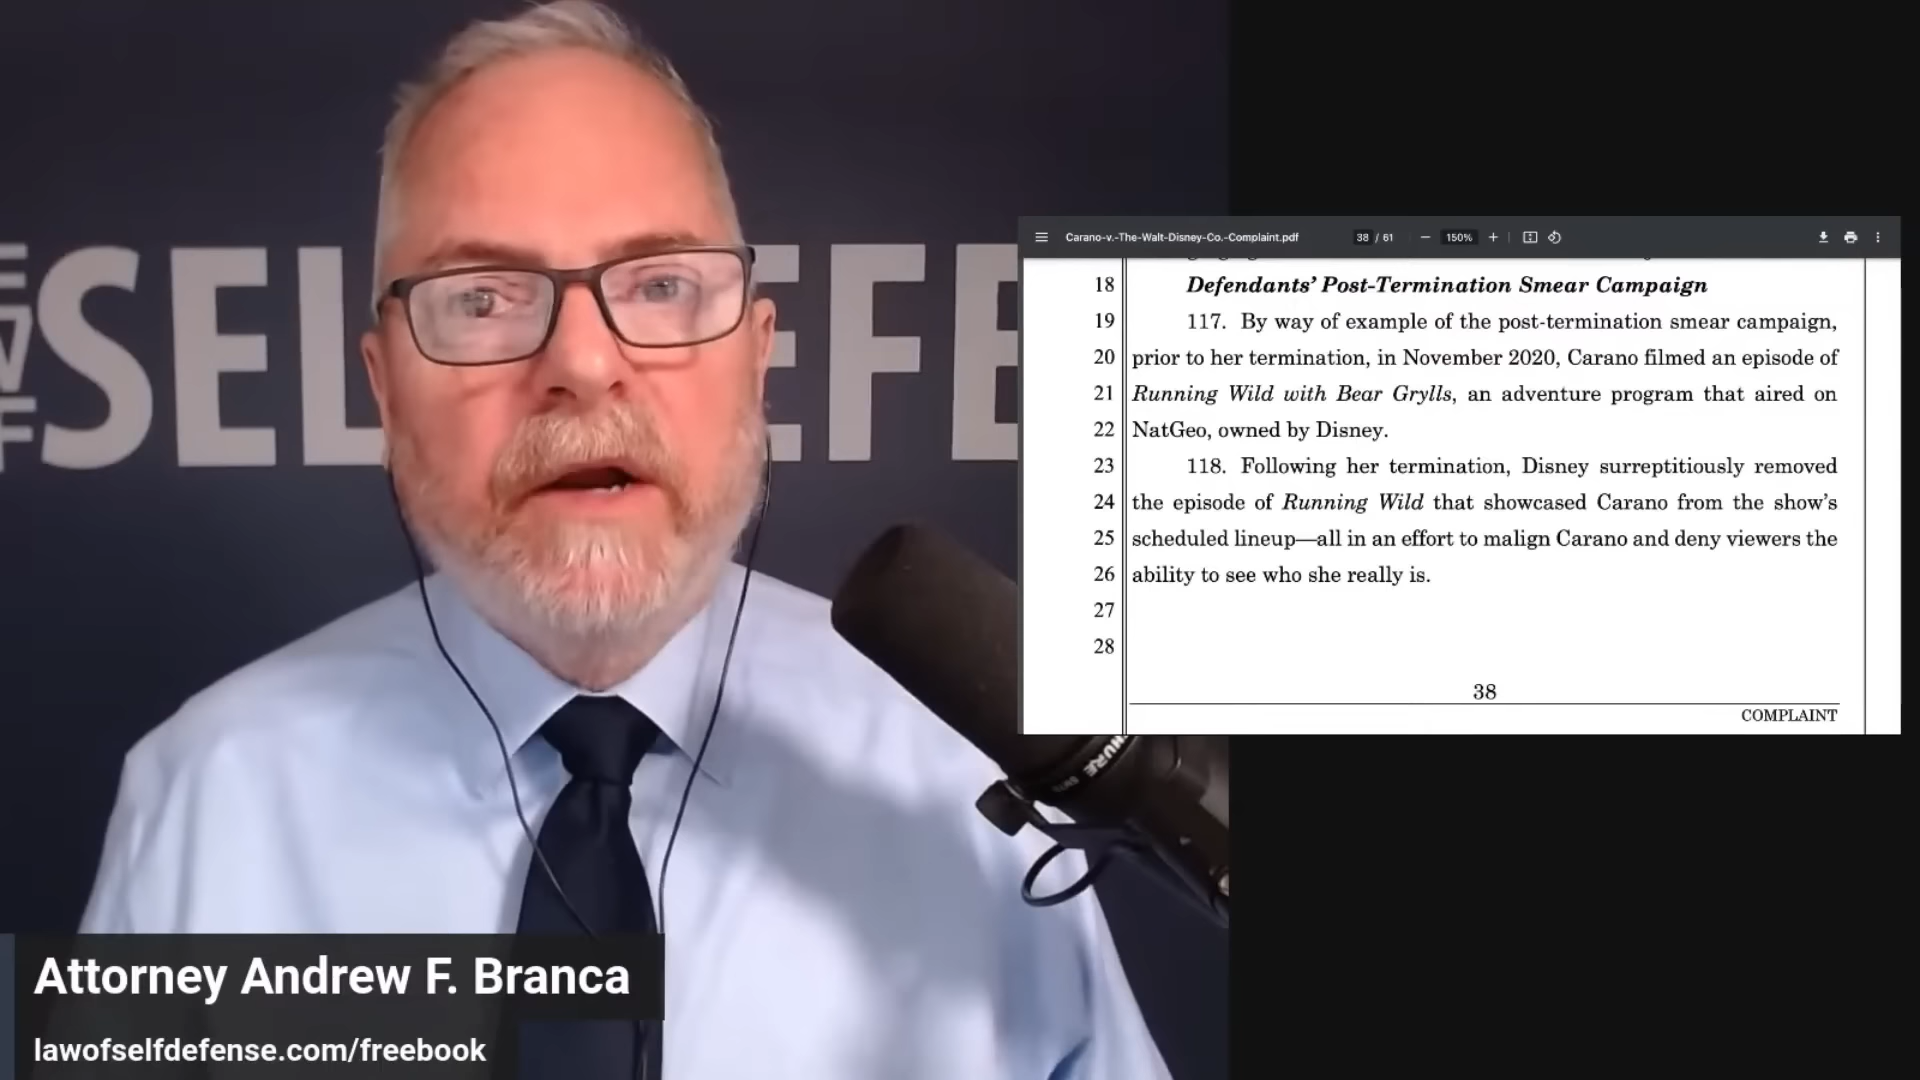 SELF DEFE
Carano-v.-The-Walt-Disney-Co.-Complaint.pdf 38 / 61 150%
18 Defendants' Post-Termination Smear Campaign
19 117. By way of example of the post-termination smear campaign,
20 prior to her termination, in November 2020, Carano filmed an episode of
21 Running Wild with Bear Grylls, an adventure program that aired on
22 NatGeo, owned by Disney.
23 118. Following her termination, Disney surreptitiously removed
24 the episode of Running Wild that showcased Carano from the show's
25 scheduled lineup—all in an effort to malign Carano and deny viewers the
26 ability to see who she really is.
27
28
38
COMPLAINT
SHURE
Attorney Andrew F. Branca
lawofselfdefense.com/freebook